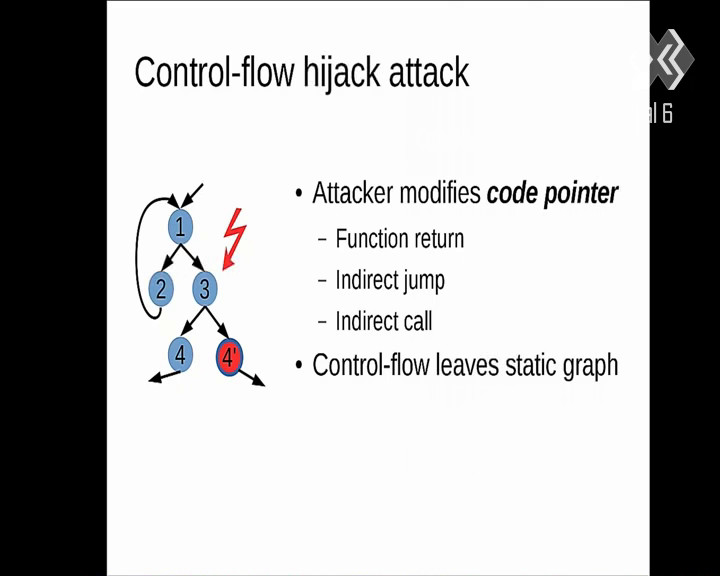 Control-flow hijack attack
al 6
• Attacker modifies code pointer
1
– Function return
2
3
– Indirect jump
– Indirect call
4
4'
• Control-flow leaves static graph